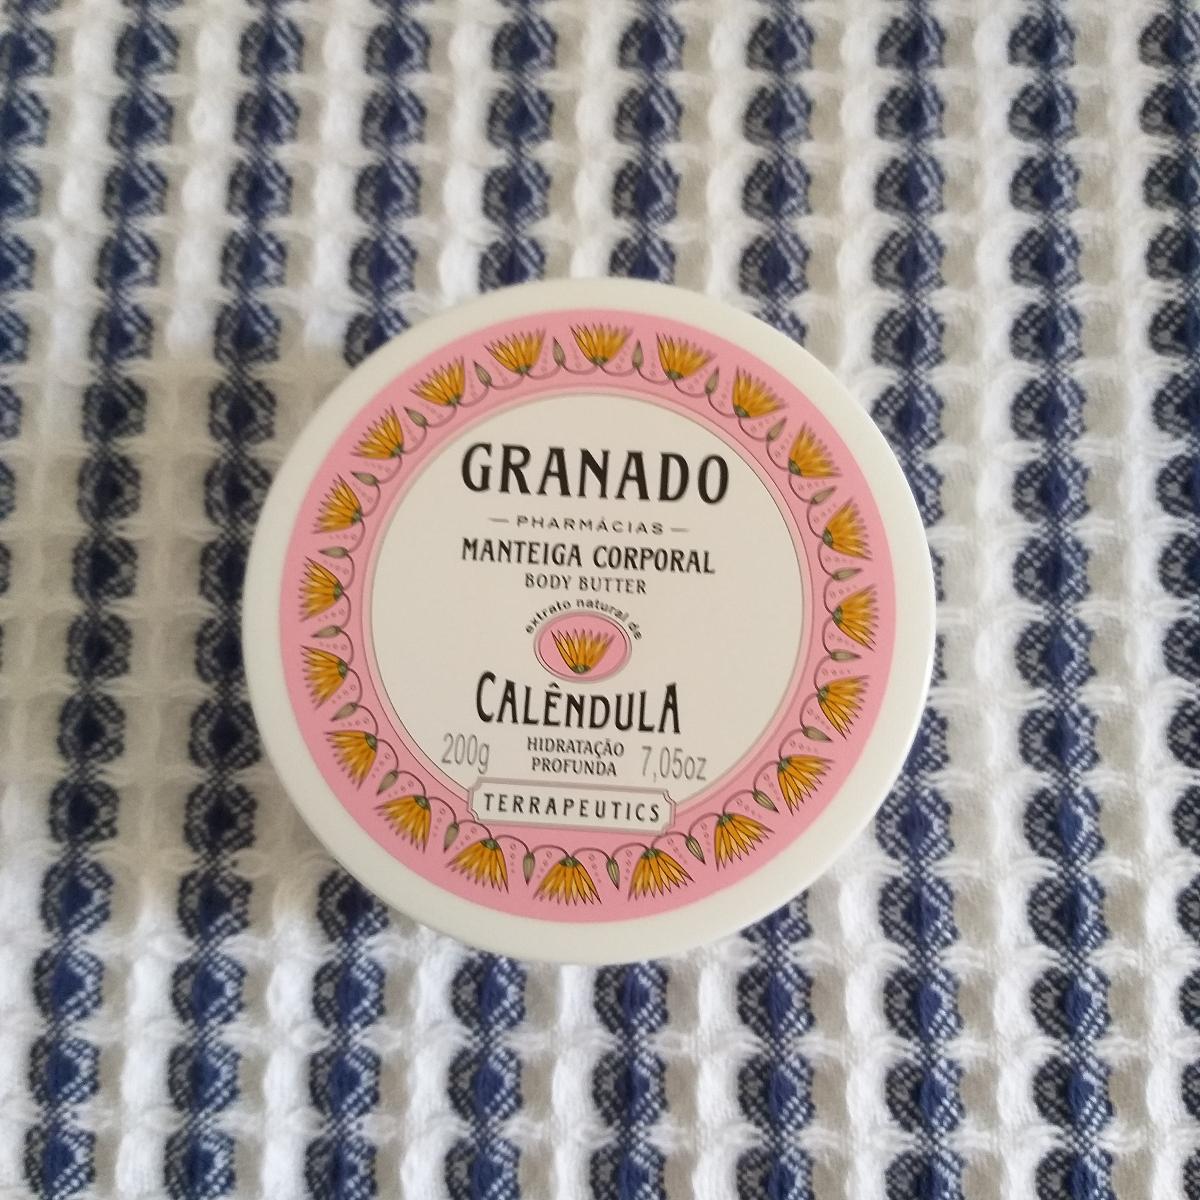 GRANADO
— PHARMÁCIAS —
MANTEIGA CORPORAL
BODY BUTTER
extrato natural de
CALÊNDULA
200g HIDRATAÇÃO PROFUNDA 7,05oz
TERRAPEUTICS